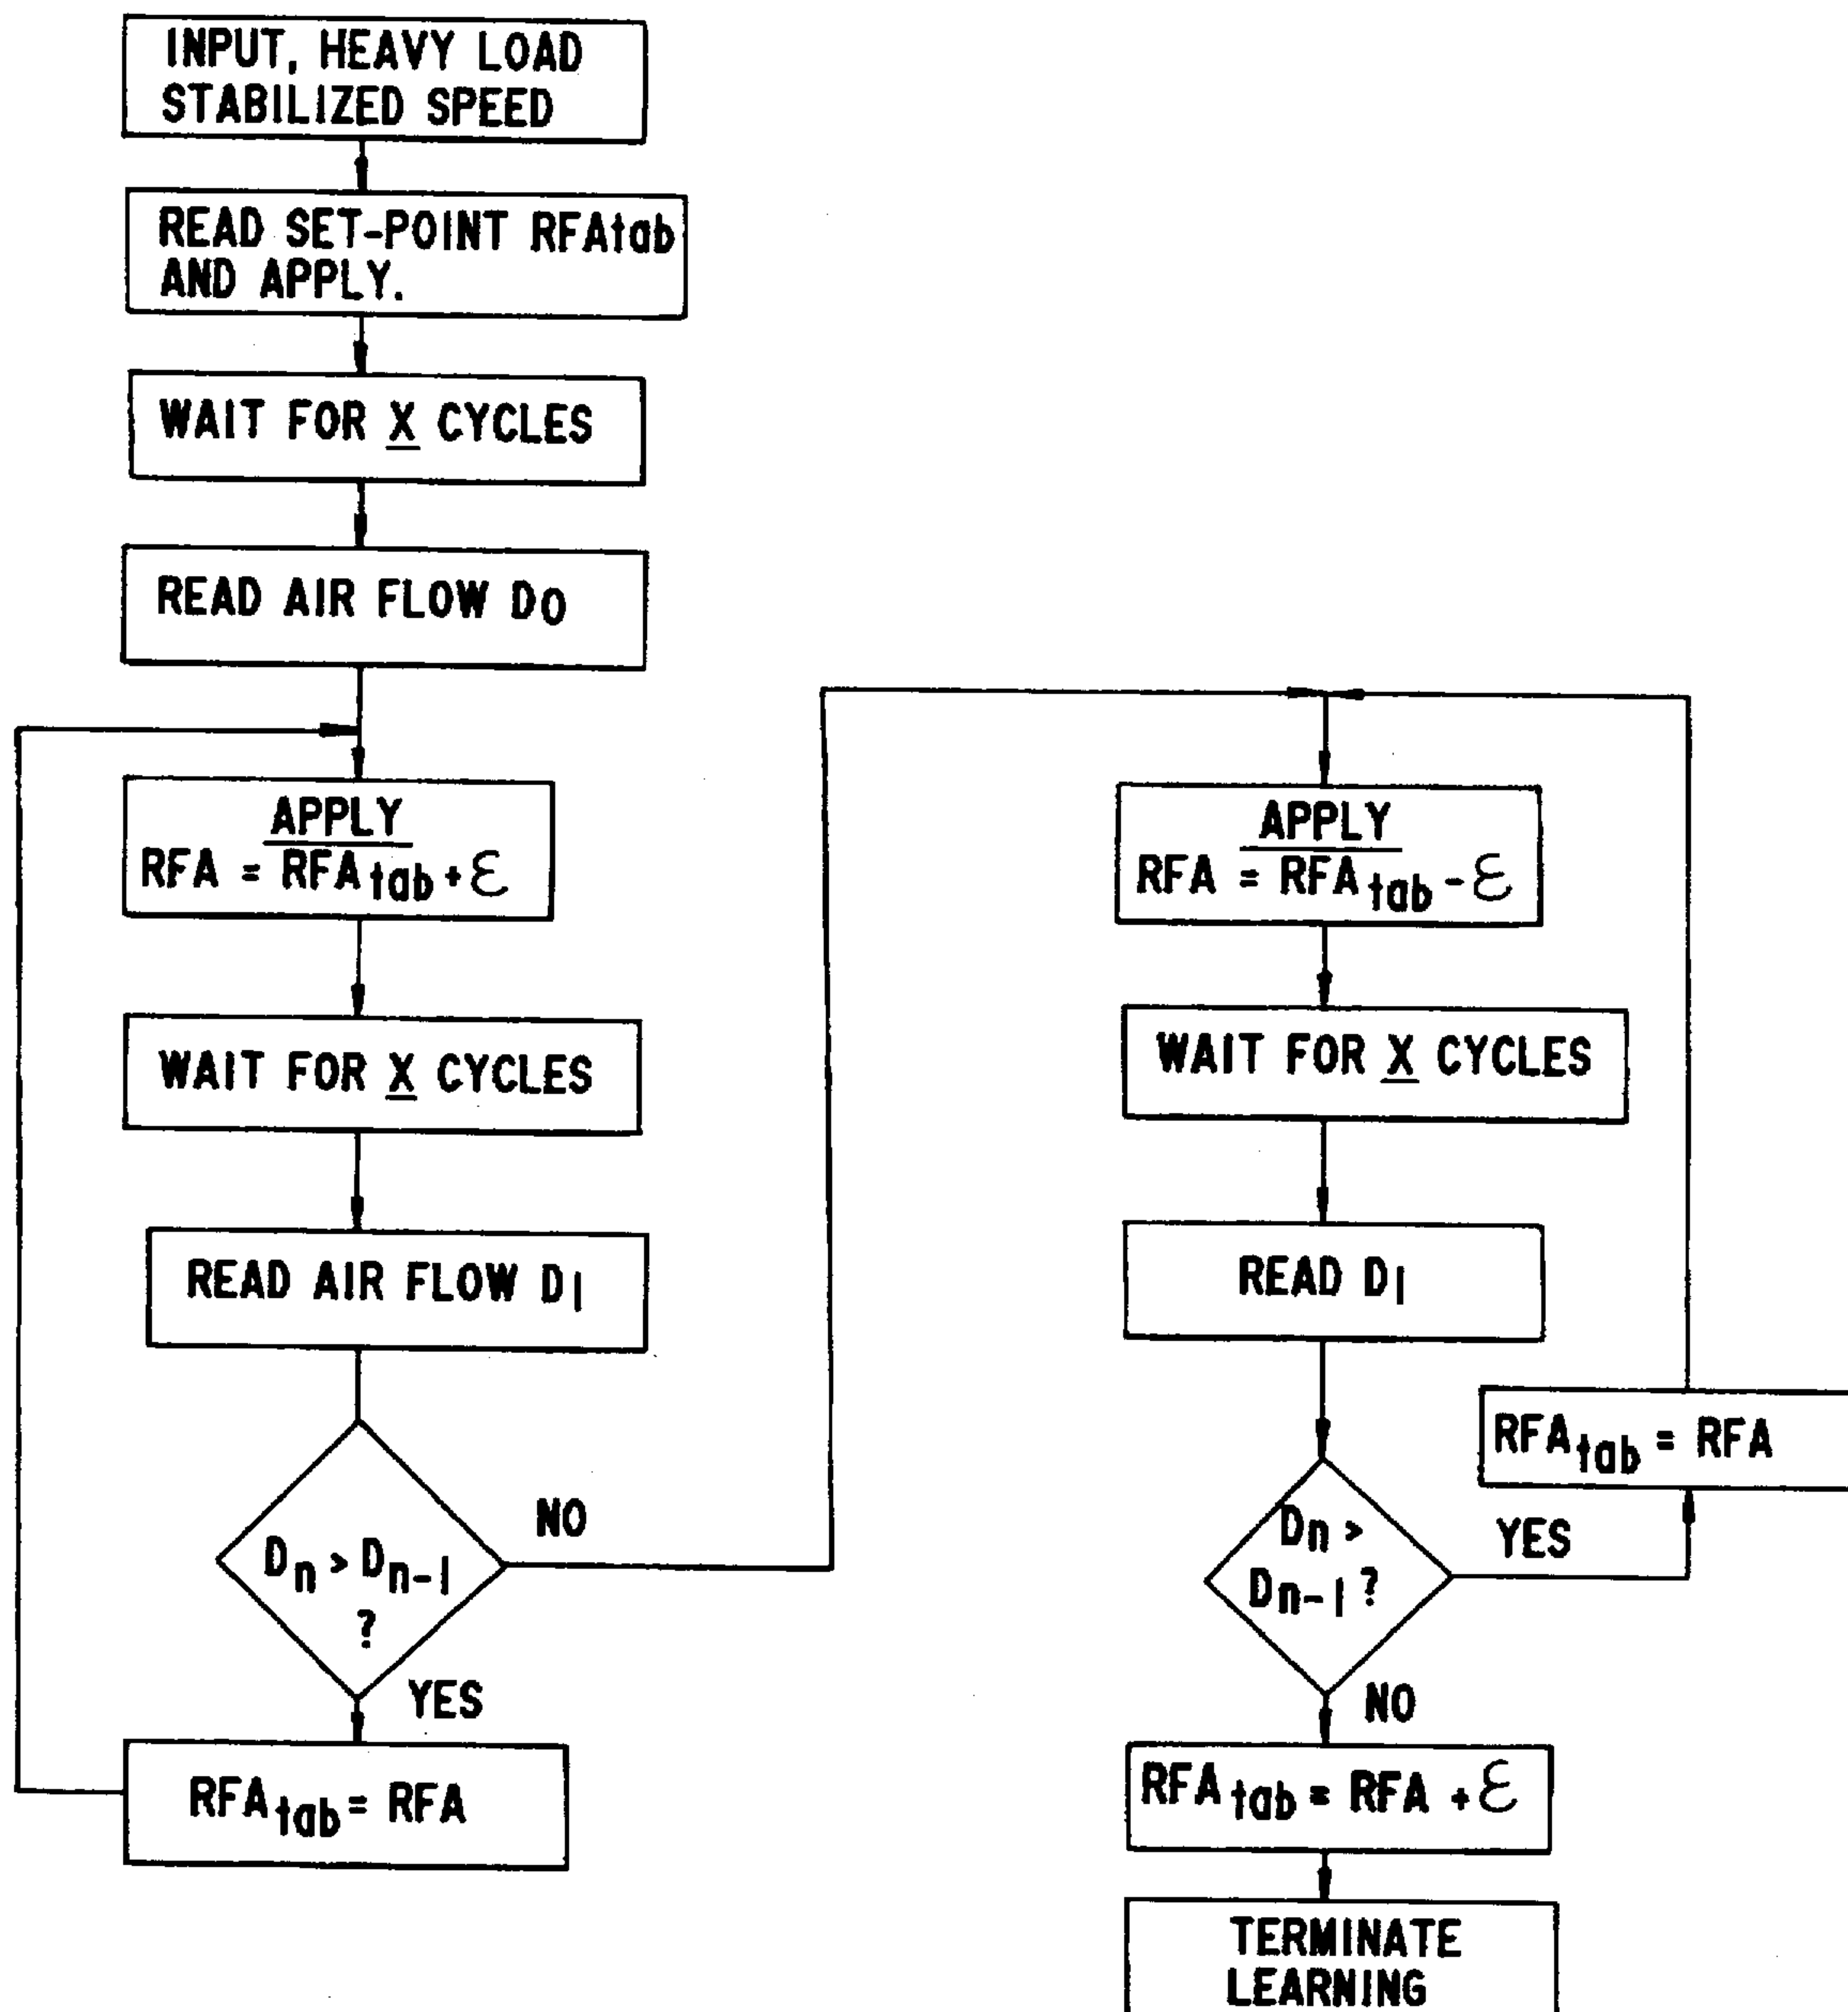 INPUT, HEAVY LOAD
STABILIZED SPEED
READ SET-POINT RFAtab
AND APPLY.
WAIT FOR X CYCLES
READ AIR FLOW D0
APPLY
RFA = RFAtab + Ɛ
WAIT FOR X CYCLES
READ AIR FLOW D1
Dn > Dn-1
?
NO
YES
RFAtab = RFA
APPLY
RFA = RFAtab - Ɛ
WAIT FOR X CYCLES
READ D1
Dn >
Dn-1 ?
YES
RFAtab = RFA
NO
RFAtab = RFA + Ɛ
TERMINATE
LEARNING